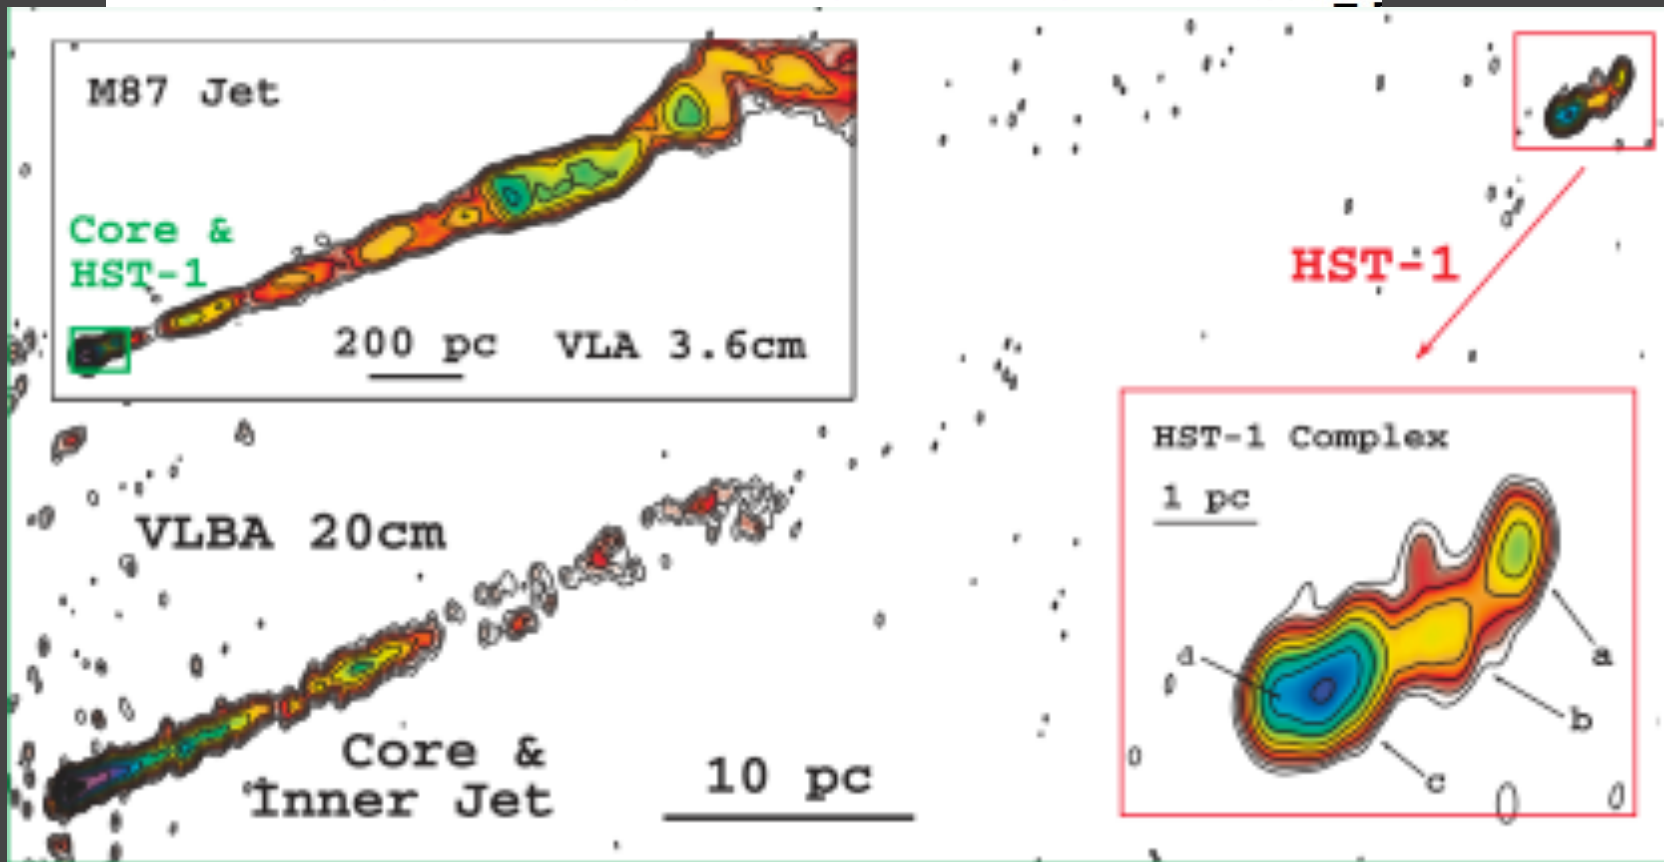 M87 Jet
Core &
HST-1
200 pc VLA 3.6cm
HST-1
HST-1 Complex
1 pc
VLBA 20cm
a
d
b
c
Core &
Inner Jet
10 pc